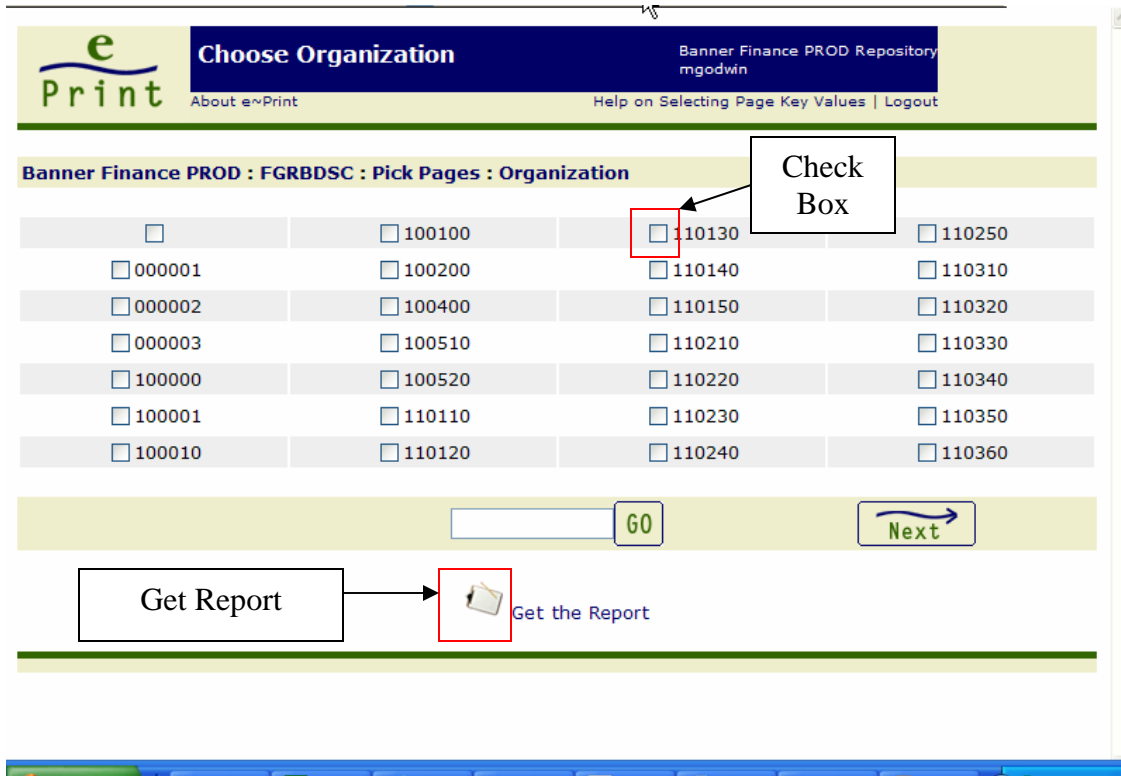 e
Print
Choose Organization
Banner Finance PROD Repository
mgodwin
About e~Print
Help on Selecting Page Key Values | Logout
Banner Finance PROD : FGRBDSC : Pick Pages : Organization
Check
Box
100100 110130 110250
000001 100200 110140 110310
000002 100400 110150 110320
000003 100510 110210 110330
100000 100520 110220 110340
100001 110110 110230 110350
100010 110120 110240 110360
GO
Next
Get Report
Get the Report